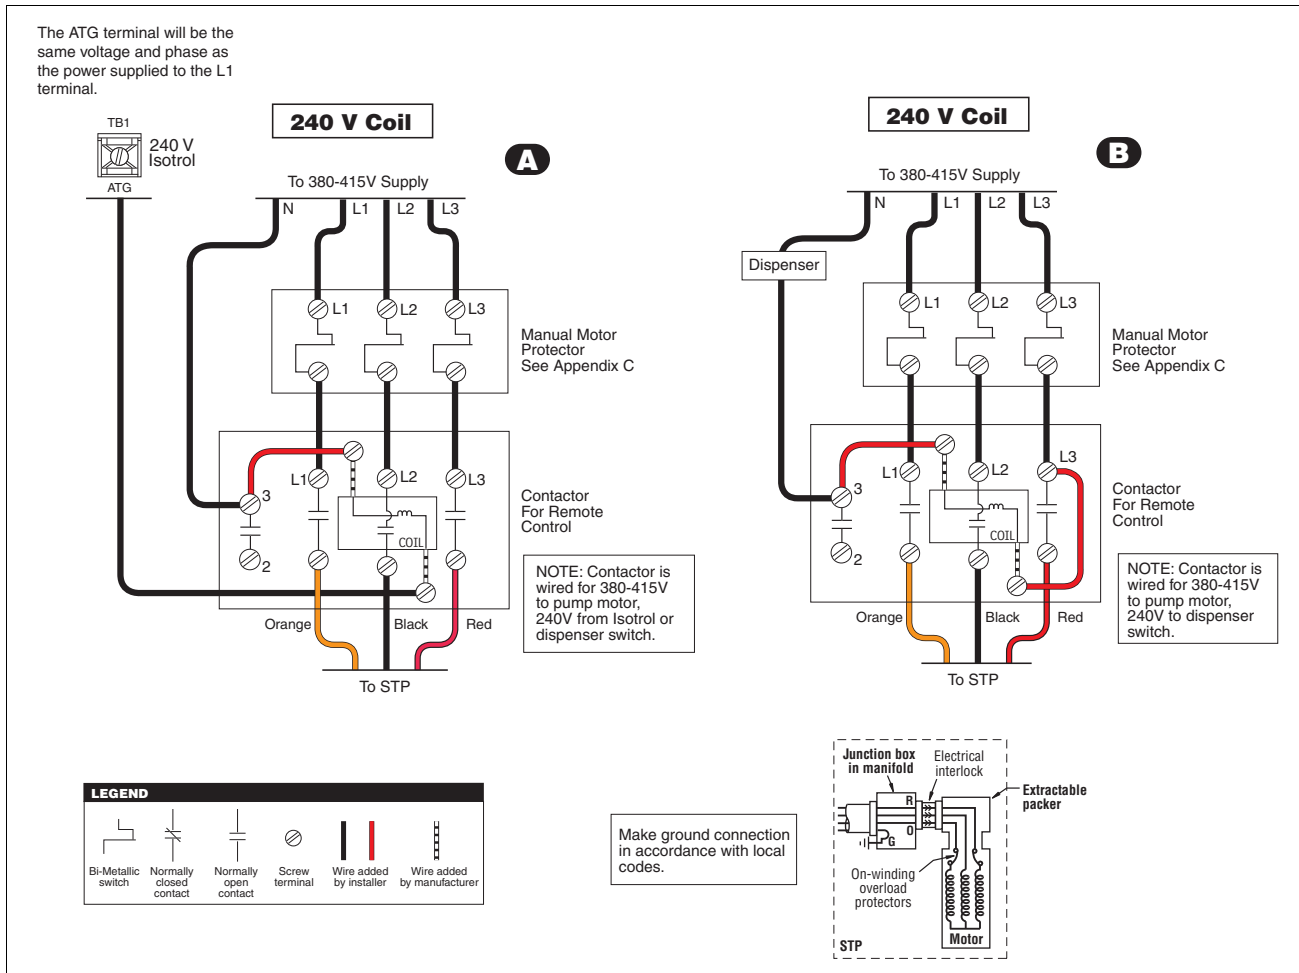 The ATG terminal will be the
same voltage and phase as
the power supplied to the L1
terminal.
TB1
240 V
Isotrol
ATG
240 V Coil
A
To 380-415V Supply
N
L1
L2
L3
L1
L2
L3
Manual Motor
Protector
See Appendix C
3
L1
L2
L3
2
COIL
Contactor
For Remote
Control
Orange
Black
Red
To STP
NOTE: Contactor is
wired for 380-415V
to pump motor,
240V from Isotrol or
dispenser switch.
240 V Coil
B
To 380-415V Supply
N
L1
L2
L3
Dispenser
L1
L2
L3
Manual Motor
Protector
See Appendix C
3
L1
L2
L3
2
COIL
Contactor
For Remote
Control
Orange
Black
Red
To STP
NOTE: Contactor is
wired for 380-415V
to pump motor,
240V to dispenser
switch.
LEGEND
Bi-Metallic
switch
Normally
closed
contact
Normally
open
contact
Screw
terminal
Wire added
by installer
Wire added
by manufacturer
Make ground connection
in accordance with local
codes.
Junction box
in manifold
Electrical
interlock
Extractable
packer
R
O
G
On-winding
overload
protectors
Motor
STP